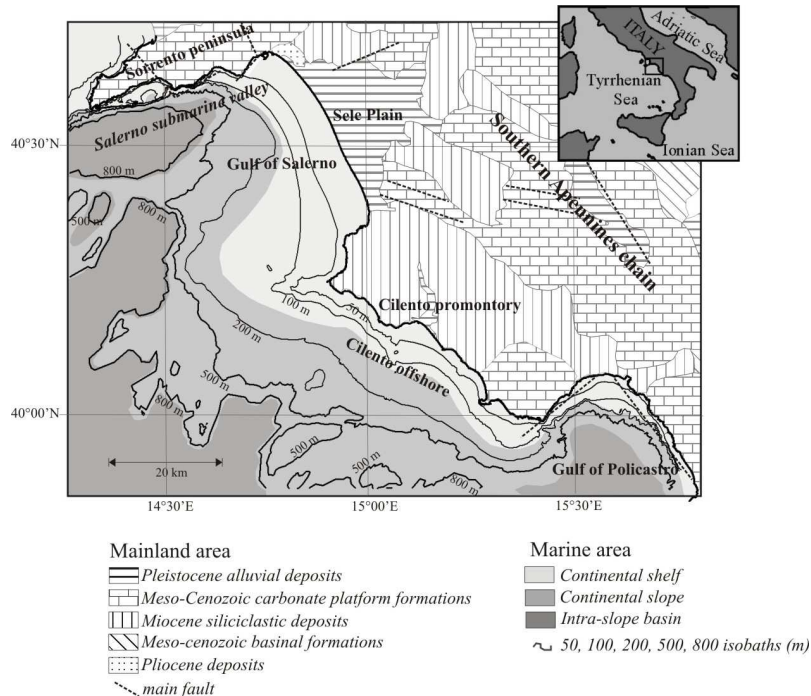 Sorrento peninsula
ITALY
Adriatic Sea
Tyrrhenian
Sea
Ionian Sea
40°30'N
Salerno submarina valley
800 m
Sele Plain
Gulf of Salerno
Southern Apeunines chain
500 m
800 m
Cilento promontory
100 m
50 m
200 m
Cilento offshore
500 m
800 m
40°00'N
20 km
500 m
500 m
800 m
Gulf of Policastro
14°30'E
15°00'E
15°30'E
Mainland area
Pleistocene alluvial deposits
Meso-Cenozoic carbonate platform formations
Miocene siliciclastic deposits
Meso-cenozoic basinal formations
Pliocene deposits
main fault
Marine area
Continental shelf
Continental slope
Intra-slope basin
50, 100, 200, 500, 800 isobaths (m)